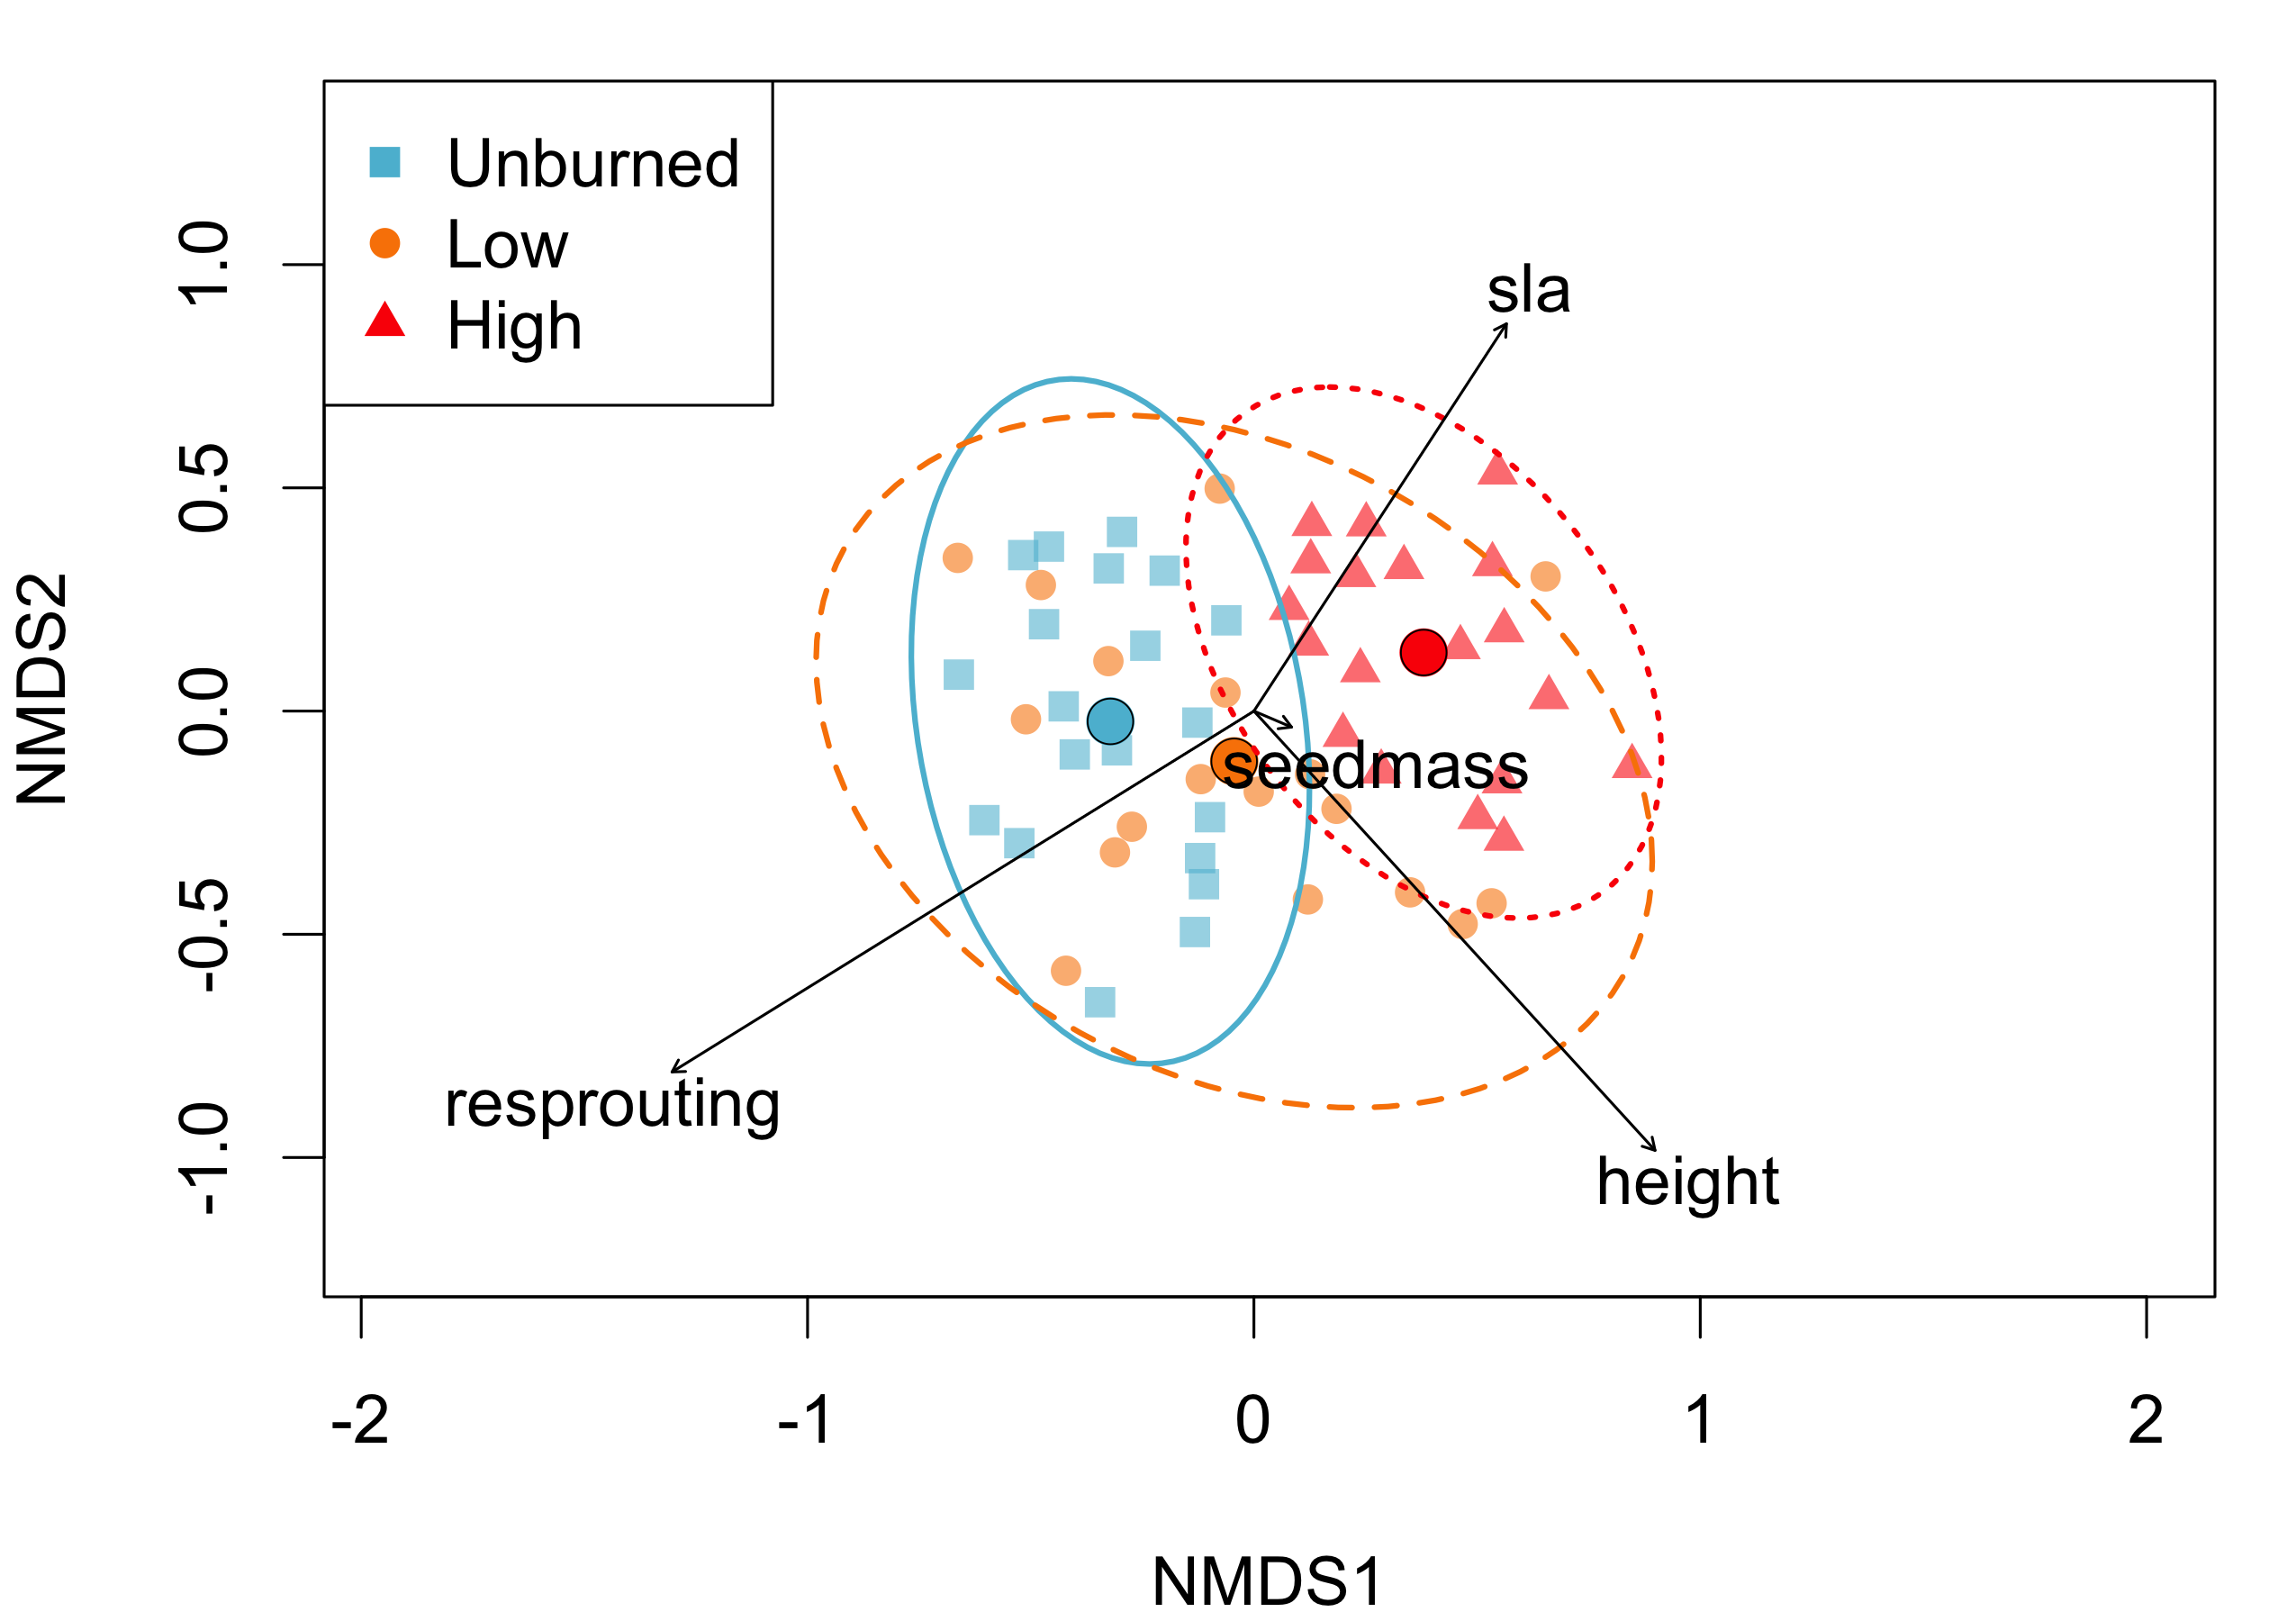 Unburned
Low
High
sla
seedmass
resprouting
height
NMDS2
1.0
0.5
0.0
-0.5
-1.0
-2 -1 0 1 2
NMDS1